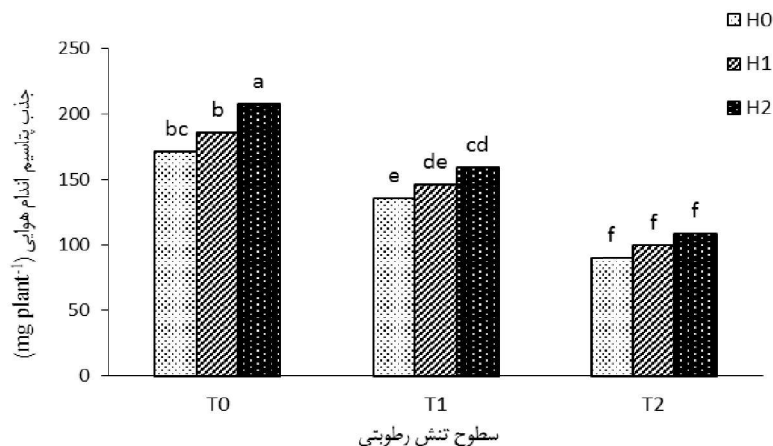 H0
H1
H2
جذب پتاسیم اندام هوایی (mg plant-1)
250
200
150
100
50
0
bc
b
a
e
de
cd
f
f
f
T0
T1
T2
سطوح تنش رطوبتی